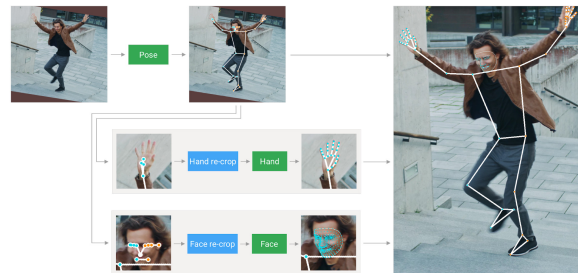 Pose
Hand re-crop
Hand
Face re-crop
Face